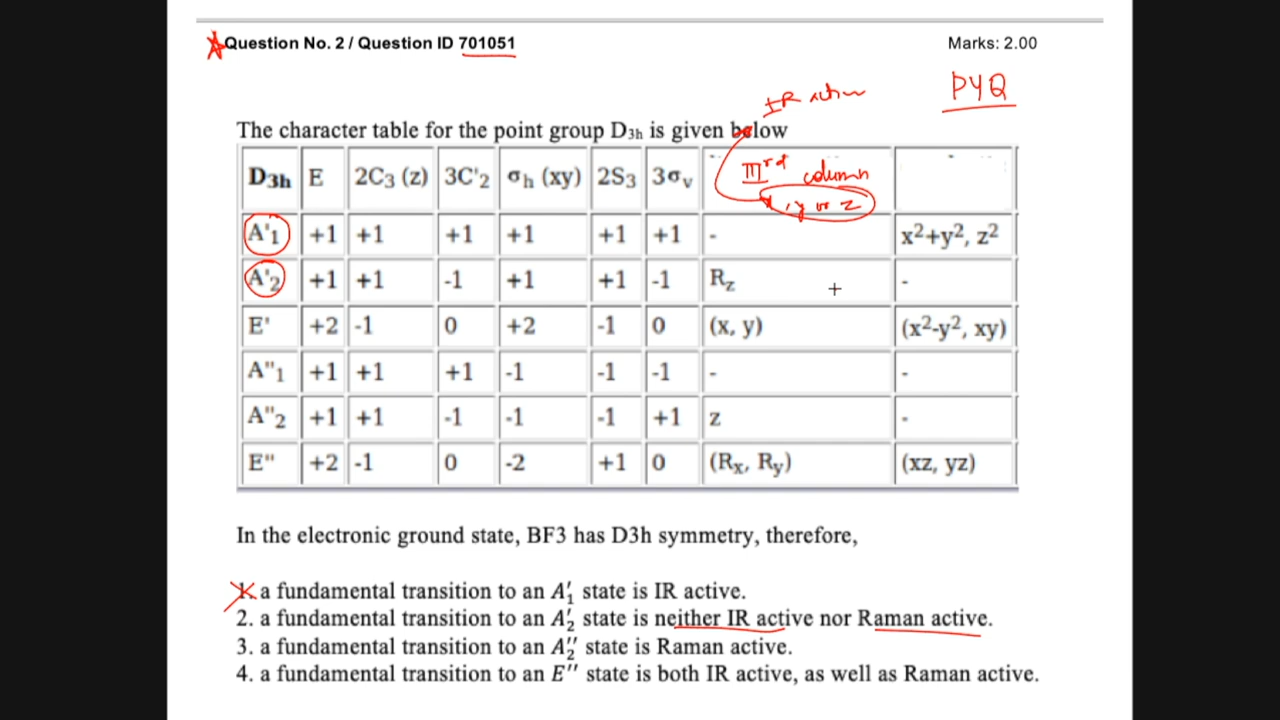 Question No. 2 / Question ID 701051 Marks: 2.00
PYQ
IR active
The character table for the point group D3h is given below
D3h E 2C3 (z) 3C'2 σh (xy) 2S3 3σv IIIrd column
x, y or z
A'1 +1 +1 +1 +1 +1 +1 - x2+y2, z2
A'2 +1 +1 -1 +1 +1 -1 Rz -
E' +2 -1 0 +2 -1 0 (x, y) (x2-y2, xy)
A"1 +1 +1 +1 -1 -1 -1 - -
A"2 +1 +1 -1 -1 -1 +1 z -
E" +2 -1 0 -2 +1 0 (Rx, Ry) (xz, yz)
In the electronic ground state, BF3 has D3h symmetry, therefore,
1. a fundamental transition to an A′1 state is IR active.
2. a fundamental transition to an A′2 state is neither IR active nor Raman active.
3. a fundamental transition to an A″2 state is Raman active.
4. a fundamental transition to an E″ state is both IR active, as well as Raman active.